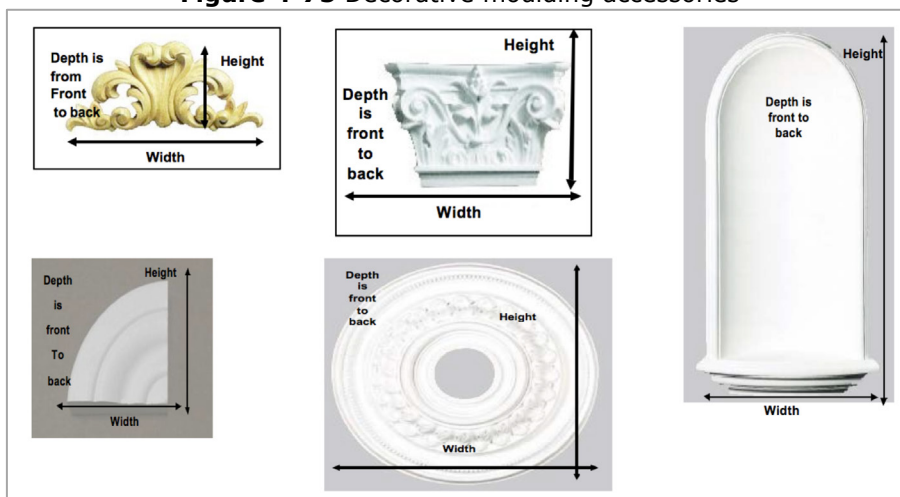 Figure Decorative moulding accessories
Depth is
from
Front
to back
Height
Width
Height
Depth
is
front
to
back
Width
Height
Depth is
front to
back
Width
Height
Depth
is
front
To
back
Width
Depth
is
front
to
back
Height
Width